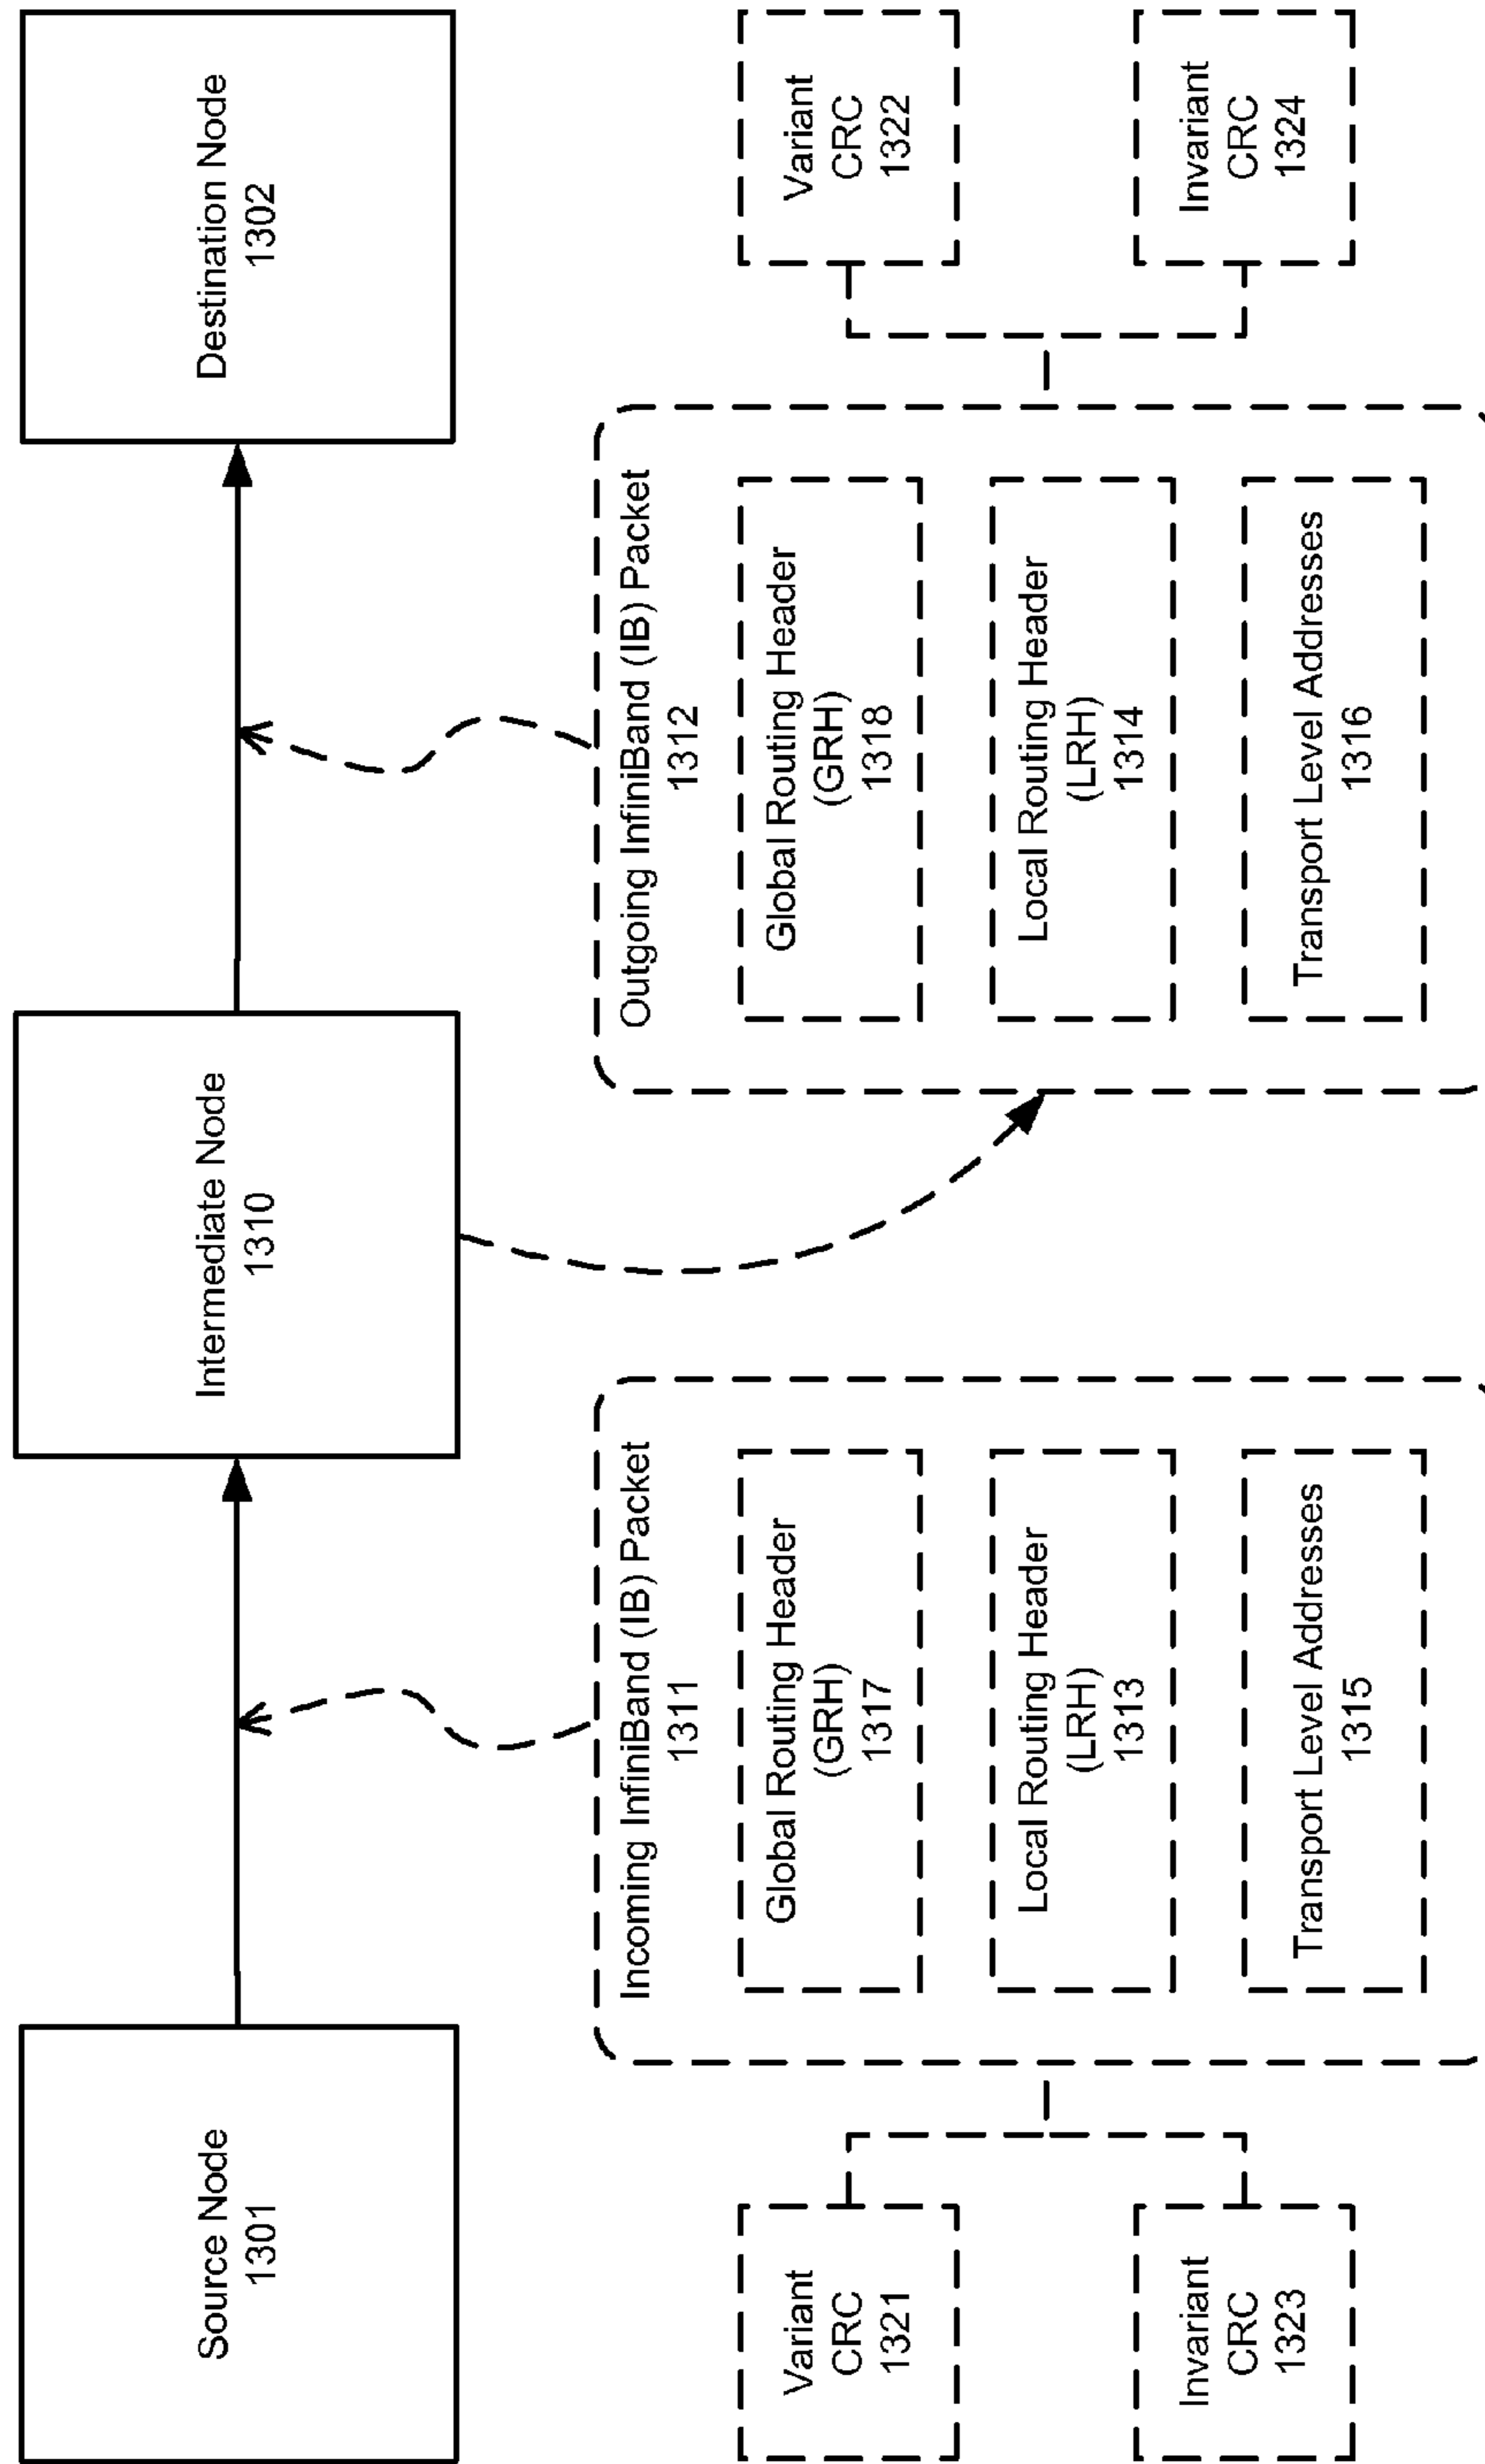 Source Node
1301
Intermediate Node
1310
Destination Node
1302
Incoming InfiniBand (IB) Packet
1311
Global Routing Header
(GRH)
1317
Local Routing Header
(LRH)
1313
Transport Level Addresses
1315
Variant
CRC
1321
Invariant
CRC
1323
Outgoing InfiniBand (IB) Packet
1312
Global Routing Header
(GRH)
1318
Local Routing Header
(LRH)
1314
Transport Level Addresses
1316
Variant
CRC
1322
Invariant
CRC
1324